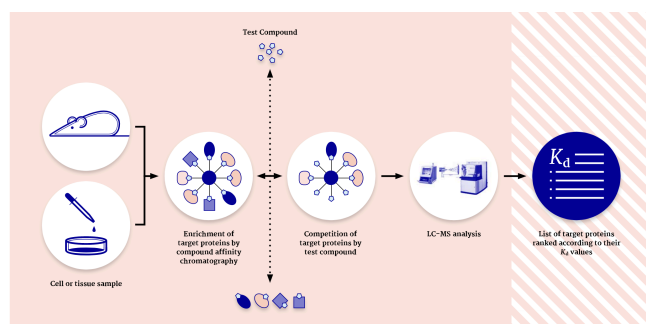 Test Compound
Cell or tissue sample
Enrichment of
target proteins by
compound affinity
chromatography
Competition of
target proteins by
test compound
LC-MS analysis
Kd
List of target proteins
ranked according to their
Kd values